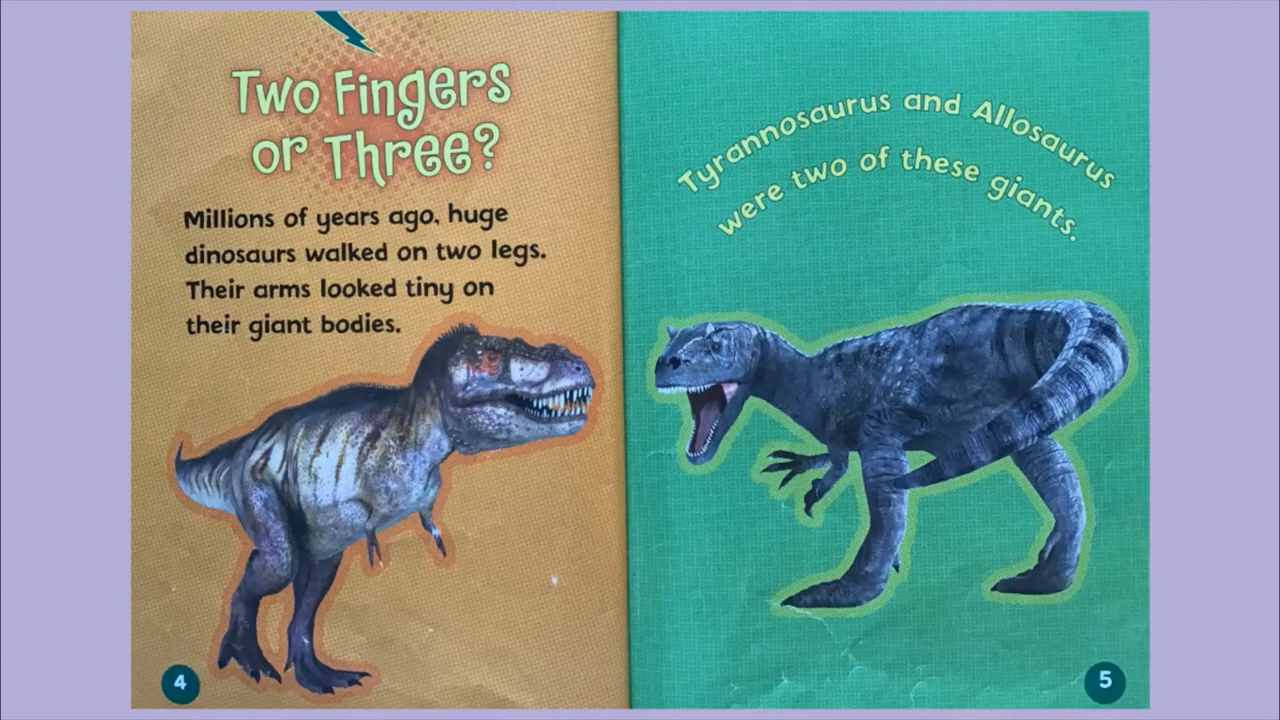 Two Fingers
or Three?
Millions of years ago, huge
dinosaurs walked on two legs.
Their arms looked tiny on
their giant bodies.
4
Tyrannosaurus and Allosaurus
were two of these giants.
5